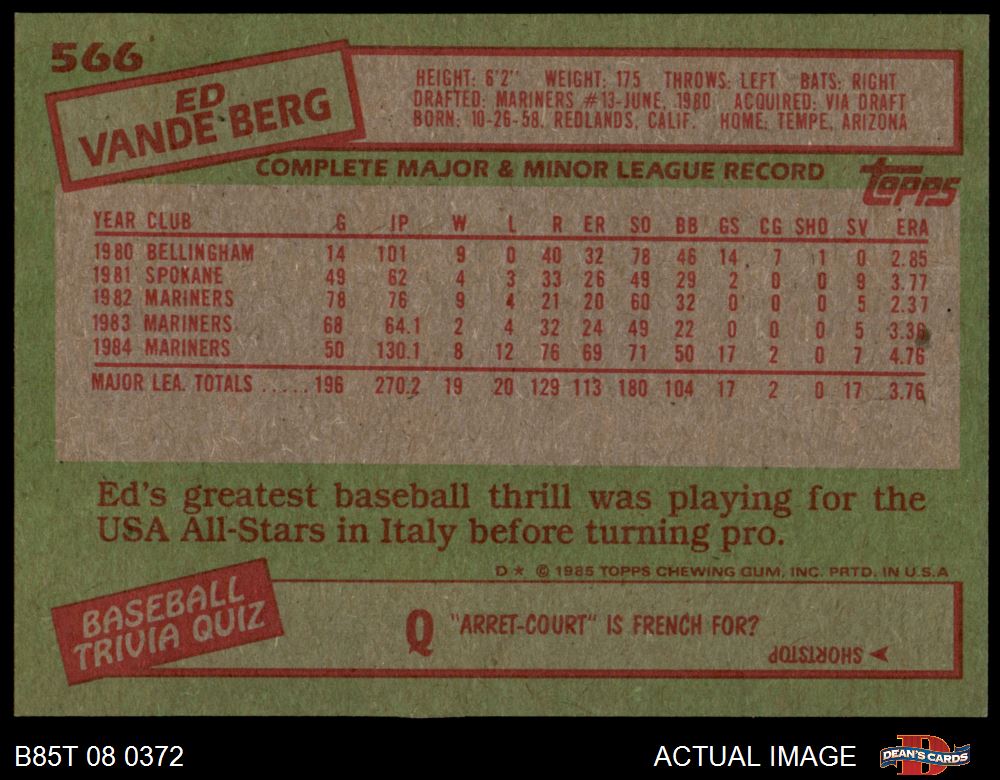 566
ED
VANDE BERG
HEIGHT: 6'2" WEIGHT: 175 THROWS: LEFT BATS: RIGHT
DRAFTED: MARINERS #13-JUNE, 1980 ACQUIRED: VIA DRAFT
BORN: 10-26-58, REDLANDS, CALIF. HOME: TEMPE, ARIZONA
COMPLETE MAJOR & MINOR LEAGUE RECORD
topps
YEAR CLUB G IP W L R ER SO BB GS CG SHO SV ERA
1980 BELLINGHAM 14 101 9 0 40 32 78 46 14 7 1 0 2.85
1981 SPOKANE 49 62 4 3 33 26 49 29 2 0 0 9 3.77
1982 MARINERS 78 76 9 4 21 20 60 32 0 0 0 5 2.37
1983 MARINERS 68 64.1 2 4 32 24 49 22 0 0 0 5 3.36
1984 MARINERS 50 130.1 8 12 76 69 71 50 17 2 0 7 4.76
MAJOR LEA. TOTALS ...... 196 270.2 19 20 129 113 180 104 17 2 0 17 3.76
Ed's greatest baseball thrill was playing for the
USA All-Stars in Italy before turning pro.
D* © 1985 TOPPS CHEWING GUM, INC. PRTD. IN U.S.A
BASEBALL
TRIVIA QUIZ
Q "ARRET-COURT" IS FRENCH FOR?
SHORTSTOP
B85T 08 0372
ACTUAL IMAGE
DEAN'S CARDS